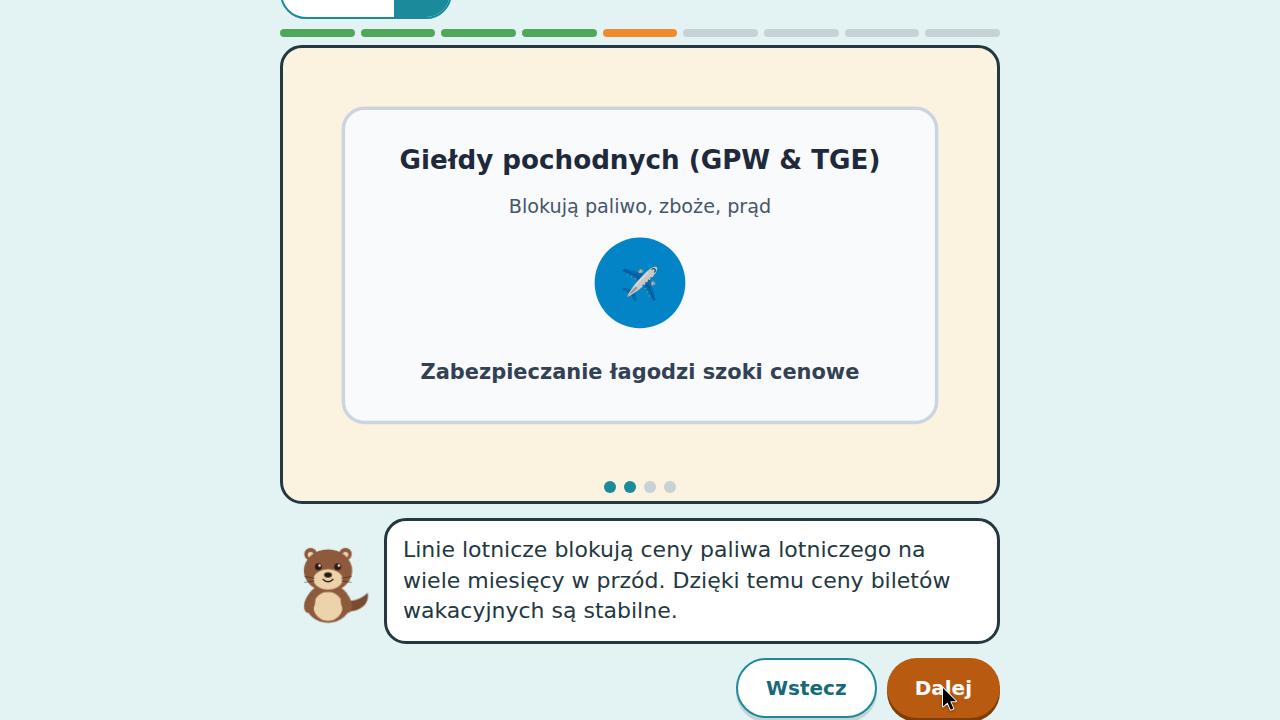 Giełdy pochodnych (GPW & TGE)
Blokują paliwo, zboże, prąd
Zabezpieczanie łagodzi szoki cenowe
Linie lotnicze blokują ceny paliwa lotniczego na
wiele miesięcy w przód. Dzięki temu ceny biletów
wakacyjnych są stabilne.
Wstecz
Dalej